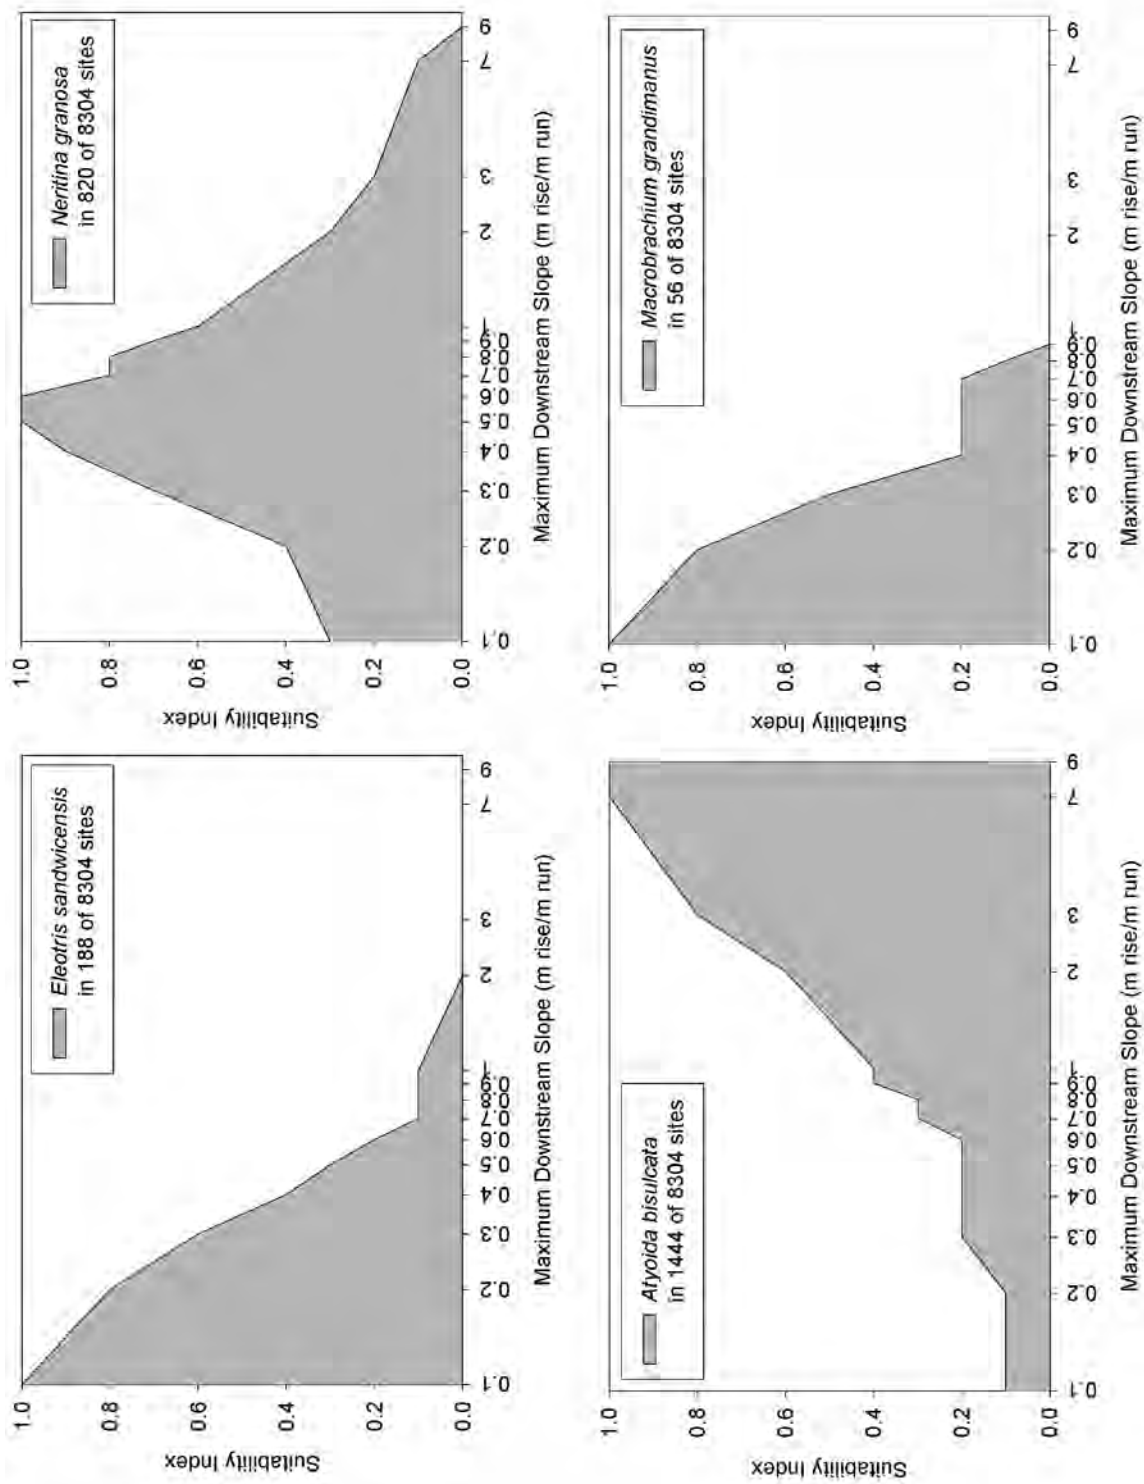 Eleotris sandwicensis
in 188 of 8304 sites
Suitability Index
1.0
0.8
0.6
0.4
0.2
0.0
0.1 0.2 0.3 0.4 0.5 0.6 0.7 0.8 0.9 1 2 3 7 9
Maximum Downstream Slope (m rise/m run)
Neritina granosa
in 820 of 8304 sites
Suitability Index
1.0
0.8
0.6
0.4
0.2
0.0
0.1 0.2 0.3 0.4 0.5 0.6 0.7 0.8 0.9 1 2 3 7 9
Maximum Downstream Slope (m rise/m run)
Atyoida bisulcata
in 1444 of 8304 sites
Suitability Index
1.0
0.8
0.6
0.4
0.2
0.0
0.1 0.2 0.3 0.4 0.5 0.6 0.7 0.8 0.9 1 2 3 7 9
Maximum Downstream Slope (m rise/m run)
Macrobrachium grandimanus
in 56 of 8304 sites
Suitability Index
1.0
0.8
0.6
0.4
0.2
0.0
0.1 0.2 0.3 0.4 0.5 0.6 0.7 0.8 0.9 1 2 3 7 9
Maximum Downstream Slope (m rise/m run)